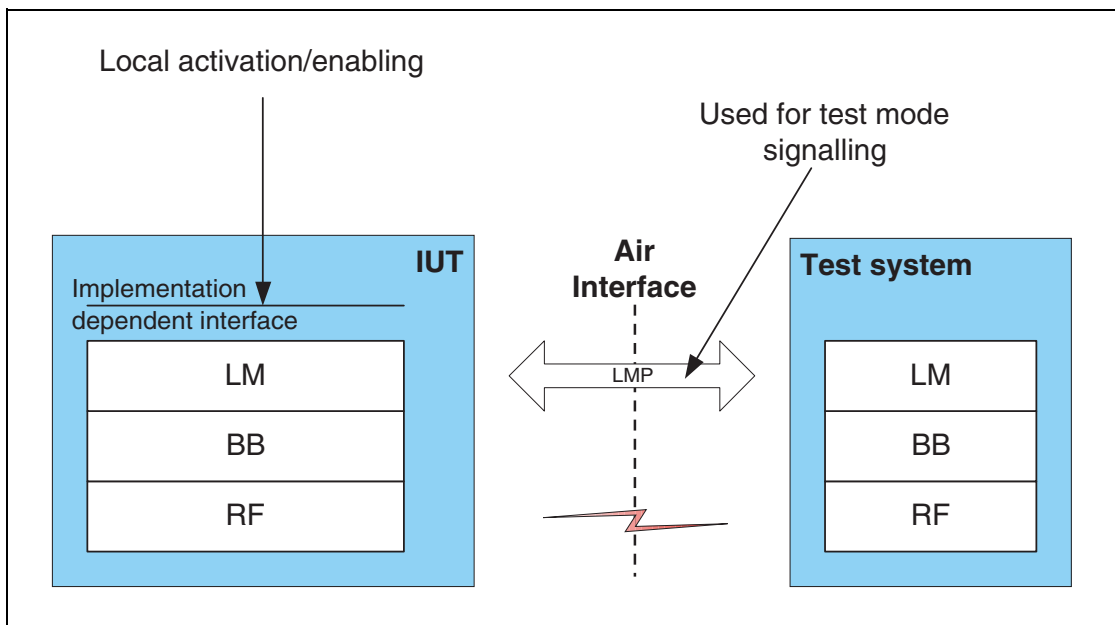 Local activation/enabling
Used for test mode
signalling
IUT
Implementation
dependent interface
LM
BB
RF
Air
Interface
LMP
Test system
LM
BB
RF